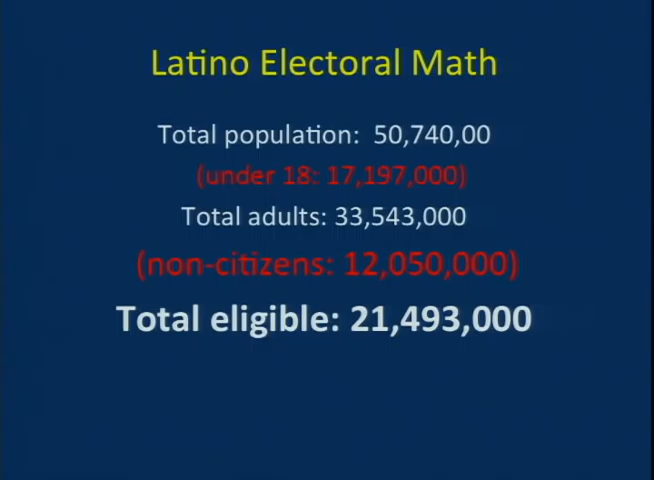 Latino Electoral Math
Total population: 50,740,00
(under 18: 17,197,000)
Total adults: 33,543,000
(non-citizens: 12,050,000)
Total eligible: 21,493,000